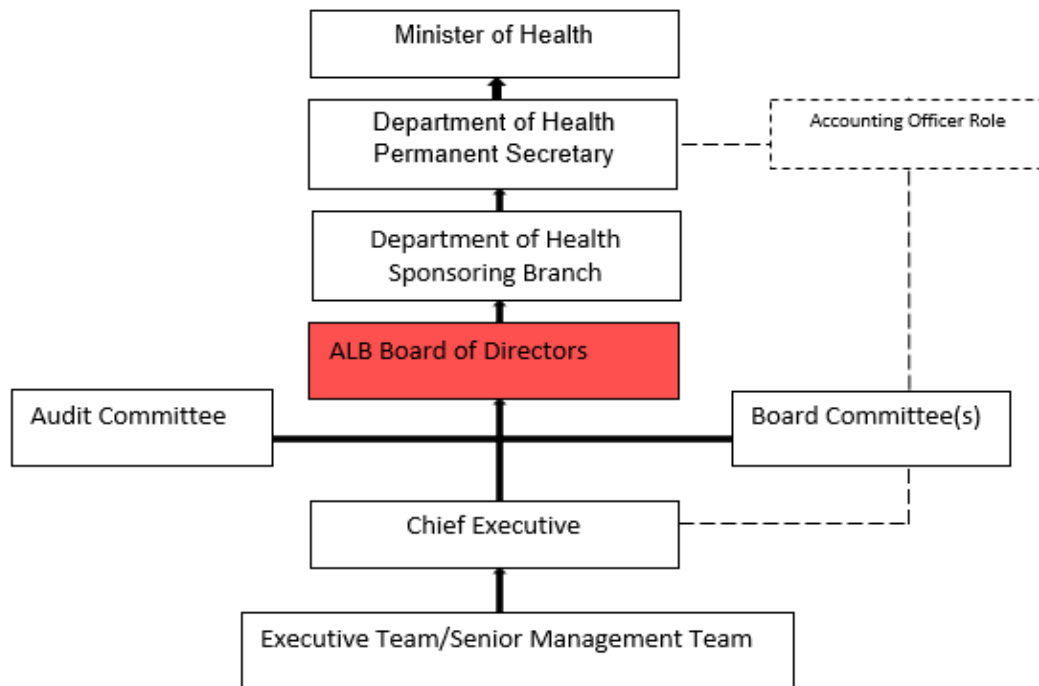 Minister of Health
Department of Health
Permanent Secretary
Accounting Officer Role
Department of Health
Sponsoring Branch
ALB Board of Directors
Audit Committee
Board Committee(s)
Chief Executive
Executive Team/Senior Management Team